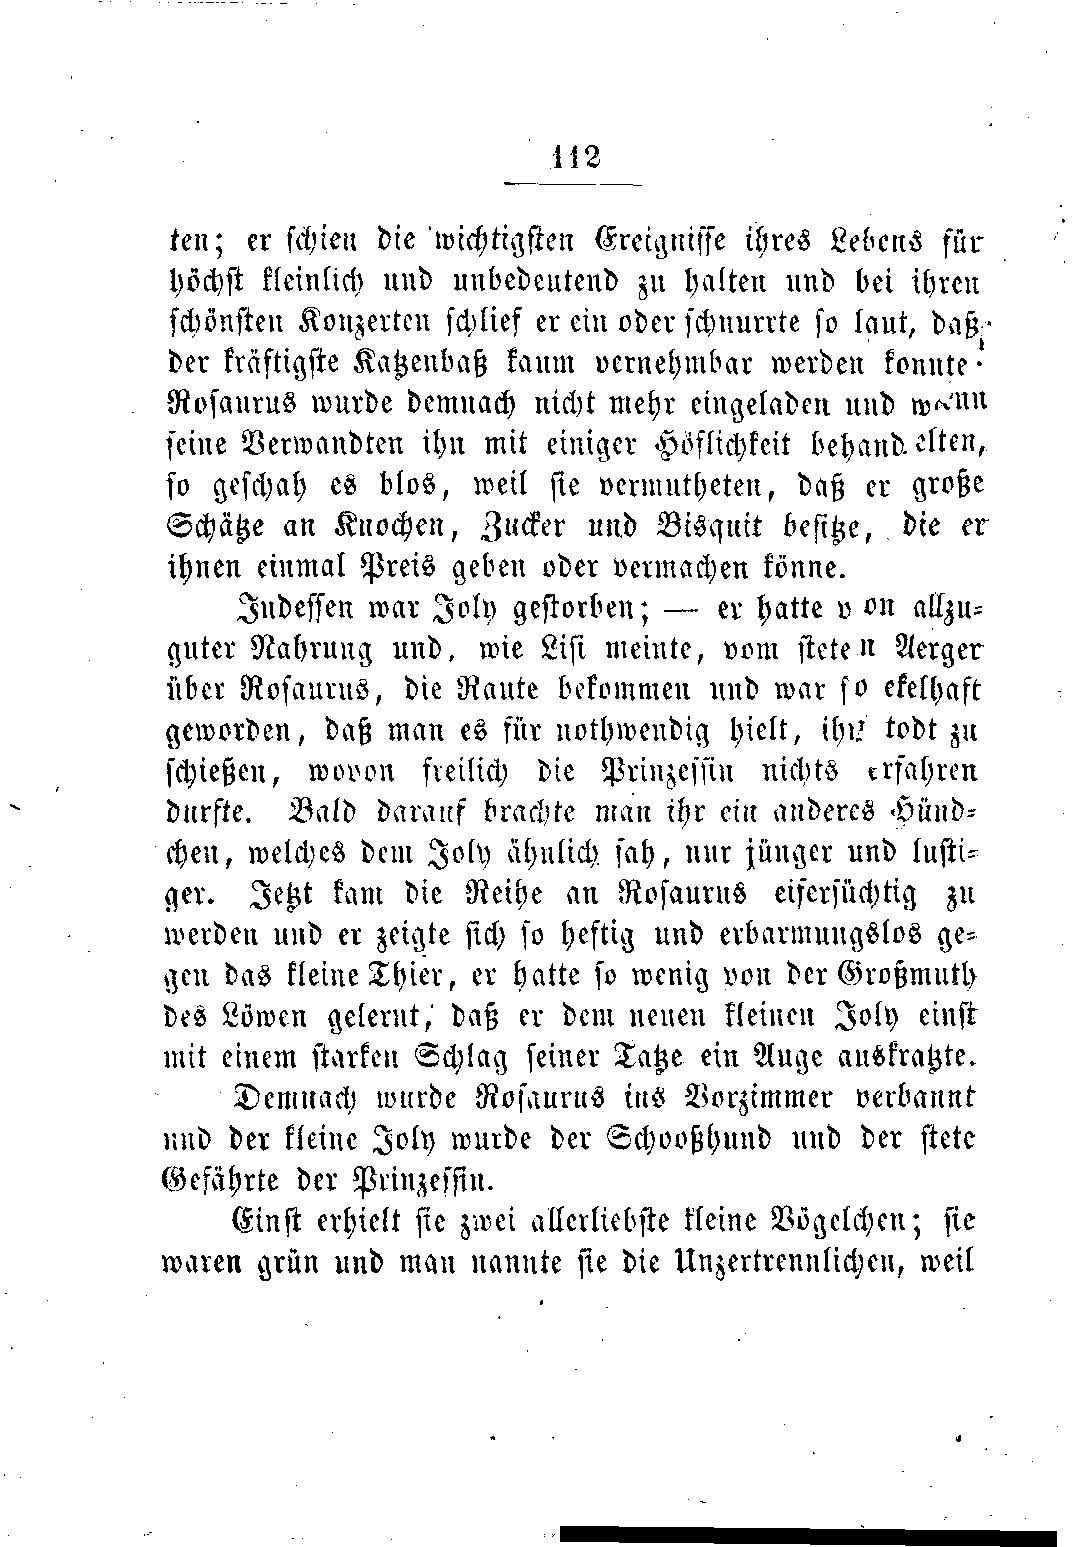 112
ten; er schien die wichtigsten Ereignisse ihres Lebens für
höchst kleinlich und unbedeutend zu halten und bei ihren
schönsten Konzerten schlief er ein oder schnurrte so laut, daß
der kräftigste Katzenbaß kaum vernehmbar werden konnte.
Rosaurus wurde demnach nicht mehr eingeladen und wenn
seine Verwandten ihn mit einiger Höflichkeit behandelten,
so geschah es blos, weil sie vermutheten, daß er große
Schätze an Knochen, Zucker und Bisquit besitze, die er
ihnen einmal Preis geben oder vermachen könne.
Indessen war Joly gestorben; — er hatte von allzu-
guter Nahrung und, wie Lisi meinte, vom steten Aerger
über Rosaurus, die Raute bekommen und war so ekelhaft
geworden, daß man es für nothwendig hielt, ihn todt zu
schießen, wovon freilich die Prinzessin nichts erfahren
durfte. Bald darauf brachte man ihr ein anderes Hünd-
chen, welches dem Joly ähnlich sah, nur jünger und lusti-
ger. Jetzt kam die Reihe an Rosaurus eifersüchtig zu
werden und er zeigte sich so heftig und erbarmungslos ge-
gen das kleine Thier, er hatte so wenig von der Großmuth
des Löwen gelernt, daß er dem neuen kleinen Joly einst
mit einem starken Schlag seiner Tatze ein Auge auskratzte.
Demnach wurde Rosaurus ins Vorzimmer verbannt
und der kleine Joly wurde der Schooßhund und der stete
Gefährte der Prinzessin.
Einst erhielt sie zwei allerliebste kleine Vögelchen; sie
waren grün und man nannte sie die Unzertrennlichen, weil